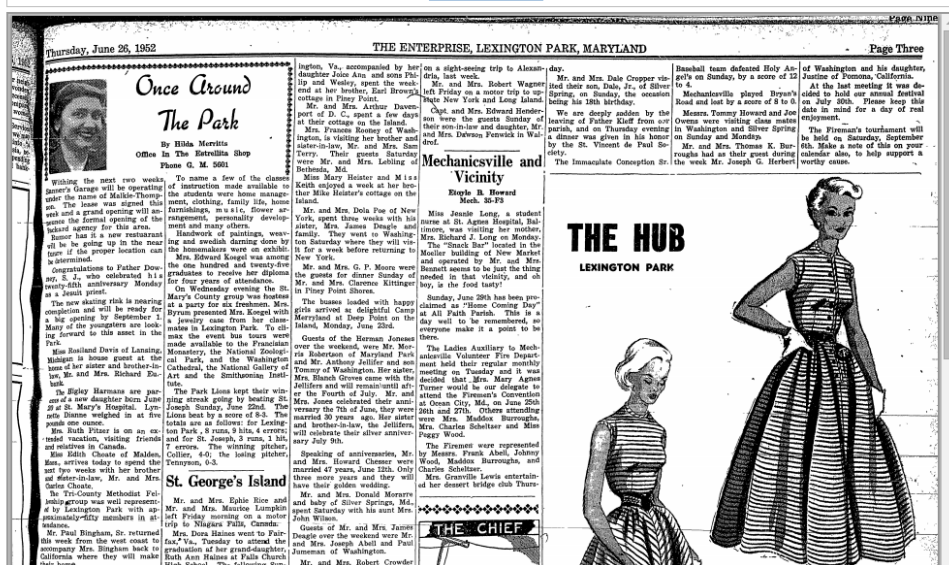 Page Nine
Thursday, June 26, 1952
THE ENTERPRISE, LEXINGTON PARK, MARYLAND
Page Three
Once Around
The Park
By Hilda Merritts
Office In The Retrellita Shop
Phone G. M. 5601
Withing the next two weeks
Garage will be operating
under the name of
son. The lease was signed this
week and a grand opening will
the formal opening of the
agency for this area.
Rumor has it a new restaurant
will be going up in the near
future if the proper location can
be determined.
Congratulations to Father Dow-
ney, S. J., who celebrated his
twenty-fifth anniversary Monday
as a Jesuit priest.
The new skating rink is nearing
completion and will be ready for
a big opening by September 1.
Many of the youngsters are look-
ing forward to this asset in the
Park.
Miss Rosiland Davis of Lansing,
Michigan is house guest at the
home of her sister and brother-in-
law, Mr. and Mrs. Richard
The Bigley Harmans are par-
ents of a new daughter born June
20 at St. Mary's Hospital. Lyn-
nette Dianne weighed in at five
pounds one ounce.
Mrs. Ruth Pitzer is on an ex-
tended vacation, visiting friends
and relatives in Canada.
Miss Edith Choate of Malden,
Mass., arrives today to spend the
next two weeks with her brother
and sister-in-law, Mr. and Mrs.
Charles Choate.
The Tri-County Methodist Fel-
lowship group was well represent-
ed by Lexington Park with ap-
proximately fifty members in at-
tendance.
Mr. Paul Bingham, Sr. returned
this week from the west coast to
accompany Mrs. Bingham back to
California where they will make
their home.
To name a few of the classes
of instruction made available to
the students were home manage-
ment, clothing, family life, home
furnishings, music, flower ar-
rangement, personality develop-
ment and many others.
Handwork of paintings, weav-
ing and swedish darning done by
the homemakers were on exhibit.
Mrs. Edward Koegel was among
the one hundred and twenty-five
graduates to receive her diploma
for four years of attendance.
On Wednesday evening the St.
Mary's County group was hostess
at a party for six freshmen. Mrs.
Byrum presented Mrs. Koegel with
a jewelry case from her class-
mates in Lexington Park. To cli-
max the event bus tours were
made available to the Franciscan
Monastery, the National Zoologi-
cal Park, and the Washington
Cathedral, the National Gallery of
Art and the Smithsonian Insti-
tute.
The Park Lions kept their win-
ning streak going by beating St.
Joseph Sunday, June 22nd. The
Lions beat by a score of 8-3. The
totals are as follows: for Lexing-
ton Park, 8 runs, 9 hits, 4 errors;
and for St. Joseph, 3 runs, 1 hit,
7 errors. The winning pitcher,
Collier, 4-0; the losing pitcher,
Tennyson, 0-3.
St. George's Island
Mr. and Mrs. Ephie Rice and
Mr. and Mrs. Maurice Lumpkin
left Friday morning on a motor
trip to Niagara Falls, Canada.
Mrs. Dora Haines went to Fair-
fax, Va., Tuesday to attend the
graduation of her grand-daughter,
Ruth Ann Haines at Falls Church
ington, Va., accompanied by her
daughter Joice Ann and sons Phi-
lip and Wesley, spent the week-
end at her brother, Earl Brown's
cottage in Piney Point.
Mr. and Mrs. Arthur Daven-
port of D. C., spent a few days
at their cottage on the Island.
Mrs. Frances Rooney of Wash-
ington, is visiting her brother and
sister-in-law, Mr. and Mrs. Sam
Terry. Their guests Saturday
were Mr. and Mrs. Lebling of
Bethesda, Md.
Miss Mary Heister and Miss
Keith enjoyed a week at her bro-
ther Mike Heister's cottage on the
Island.
Mr. and Mrs. Dola Poe of New
York, spent three weeks with his
sister, Mrs. James Deagle and
family. They went to Washing-
ton Saturday where they will vis-
it for a week before returning to
New York.
Mr. and Mrs. G. P. Moore were
the guests for dinner Sunday of
Mr. and Mrs. Clarence Kittinger
in Piney Point Shores.
The busses loaded with happy
girls arrived at delightful Camp
Merryland at Deep Point on the
Island, Monday, June 23rd.
Guests of the Herman Joneses
over the weekend, were Mr. Mor-
ris Robertson of Maryland Park
and Mr. Anthony Jellifer and son
Tommy of Washington. Her sister,
Mrs. Blanch Groves came with the
Jellifers and will remain until aft-
er the Fourth of July. Mr. and
Mrs. Jones celebrated their anni-
versary the 7th of June, they were
married 30 years ago. Her sister
and brother-in-law, the Jellifers,
will celebrate their silver anniver-
sary July 9th.
Speaking of anniversaries, Mr.
and Mrs. Howard Chesser were
married 47 years, June 12th. Only
three more years and they will
have their golden wedding.
Mr. and Mrs. Donald Morarre
and baby of Silver Springs, Md.,
spent Saturday with his aunt Mrs.
John Wilson.
Guests of Mr. and Mrs. James
Deagle over the weekend were Mr.
and Mrs. Joseph Abell and Paul
Jumeman of Washington.
Mr. and Mrs. Robert Crowder
on a sight-seeing trip to Alexan-
dria, last week.
Mr. and Mrs. Robert Wagner
left Friday on a motor trip to up-
state New York and Long Island.
Capt. and Mrs. Edward Hender-
son were the guests Sunday of
their son-in-law and daughter, Mr.
and Mrs. DeVaon Fenwick in Wal-
drof.
Mechanicsville and
Vicinity
Etoyle B. Howard
Mech. 35-F3
Miss Jeanie Long, a student
nurse at St. Agnes Hospital, Bal-
timore, was visiting her mother,
Mrs. Richard J. Long on Monday.
The "Snack Bar" located in the
Moeller building of New Market
and operated by Mr. and Mrs.
Bennett seems to be just the thing
needed in that vicinity, and oh
boy, is the food tasty!
Sunday, June 29th has been pro-
claimed as "Home Coming Day"
at All Faith Parish. This is a
day well to be remembered, so
everyone make it a point to be
there.
The Ladies Auxiliary to Mech-
anicsville Volunteer Fire Depart-
ment held their regular monthly
meeting on Tuesday and it was
decided that Mrs. Mary Agnes
Turner would be our delegate to
attend the Firemen's Convention
at Ocean City, Md., on June 25th
26th and 27th. Others attending
were Mrs. Maddox Burroughs,
Mrs. Charles Scheltzer and Miss
Peggy Wood.
The Firemen were represented
by Messrs. Frank Abell, Johnny
Wood, Maddox Burroughs, and
Charles Scheltzer.
Mrs. Granville Lewis entertain-
ed her dessert bridge club Thurs-
THE CHIEF
day.
Mr. and Mrs. Dale Cropper vis-
ited their son, Dale, Jr., of Silver
Spring, on Sunday, the occasion
being his 18th birthday.
We are deeply sadden by the
leaving of Father Kleff from our
parish, and on Thursday evening
a dinner was given in his honor
by the St. Vincent de Paul So-
ciety.
The Immaculate Conception Sr.
Baseball team defeated Holy An-
gel's on Sunday, by a score of 12
to 4.
Mechanicsville played Bryan's
Road and lost by a score of 8 to 0.
Messrs. Tommy Howard and Joe
Owens were visiting class mates
in Washington and Silver Spring
on Sunday and Monday.
Mr. and Mrs. Thomas K. Bur-
roughs had as their guest during
the week Mr. Joseph G. Herbert
of Washington and his daughter,
Justine of Pomona, California.
At the last meeting it was de-
cided to hold our annual festival
on July 30th. Please keep this
date in mind for a day of real
enjoyment.
The Fireman's tournament will
be held on Saturday, September
6th. Make a note of this on your
calendar also, to help support a
worthy cause.
THE HUB
LEXINGTON PARK